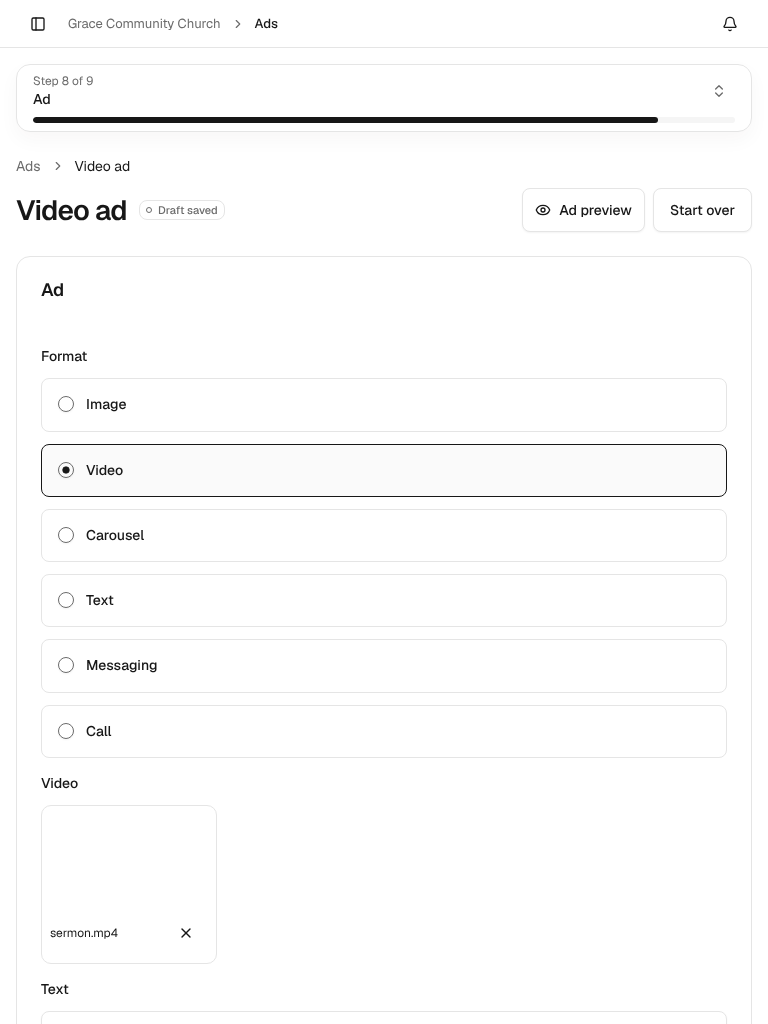 Grace Community Church > Ads
Step 8 of 9
Ad
Ads > Video ad
Video ad
Draft saved
Ad preview
Start over
Ad
Format
Image
Video
Carousel
Text
Messaging
Call
Video
sermon.mp4
Text